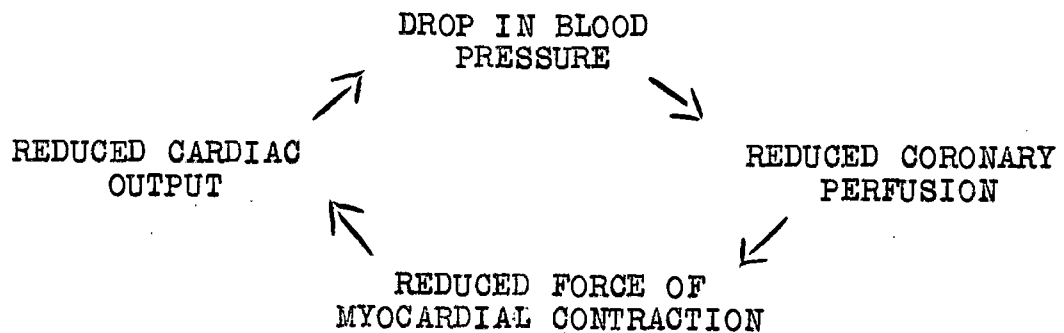 DROP IN BLOOD
PRESSURE
REDUCED CARDIAC
OUTPUT
REDUCED CORONARY
PERFUSION
REDUCED FORCE OF
MYOCARDIAL CONTRACTION